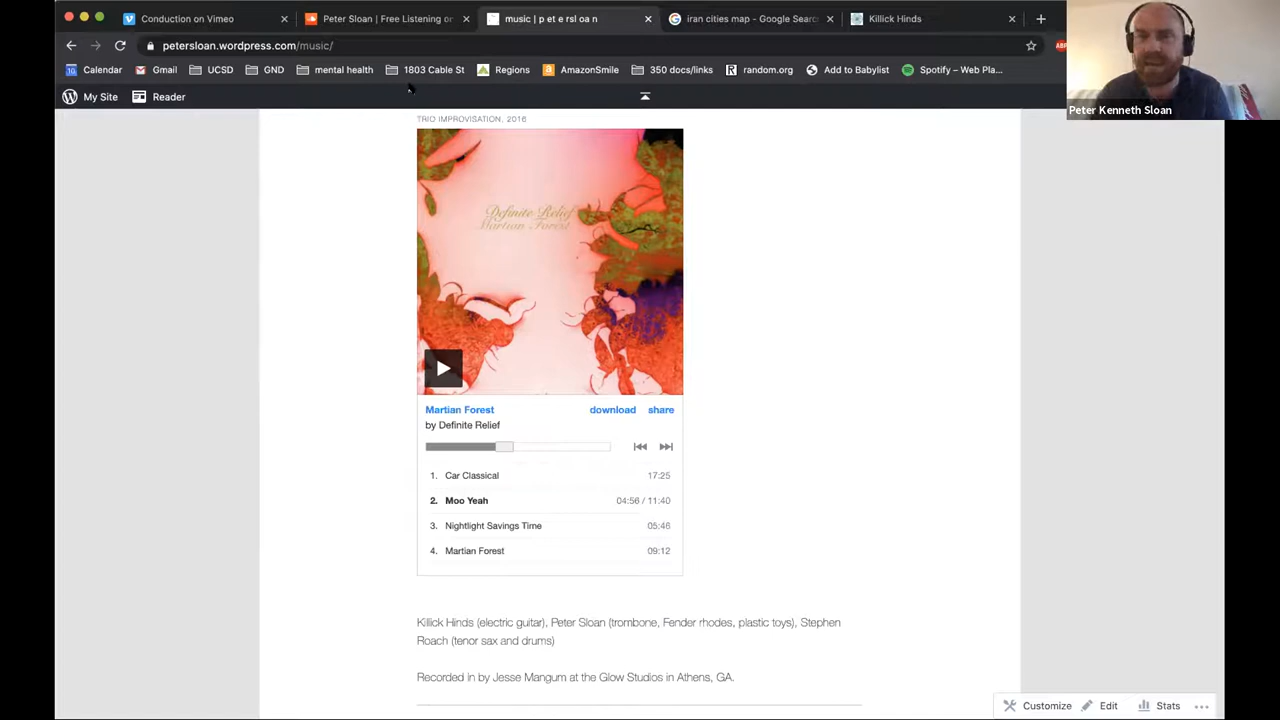 Conduction on Vimeo
Peter Sloan | Free Listening or
music | p et e rsl oa n
iran cities map - Google Searc
Killick Hinds
petersloan.wordpress.com/music/
ABP
Calendar
Gmail
UCSD
GND
mental health
1803 Cable St
Regions
AmazonSmile
350 docs/links
random.org
Add to Babylist
Spotify – Web Pla...
Peter Kenneth Sloan
My Site
Reader
TRIO IMPROVISATION, 2016
Definite Relief
Martian Forest
Martian Forest
download
share
by Definite Relief
1. Car Classical 17:25
2. Moo Yeah 04:56 / 11:40
3. Nightlight Savings Time 05:46
4. Martian Forest 09:12
Killick Hinds (electric guitar), Peter Sloan (trombone, Fender rhodes, plastic toys), Stephen
Roach (tenor sax and drums)
Recorded in by Jesse Mangum at the Glow Studios in Athens, GA.
Customize
Edit
Stats